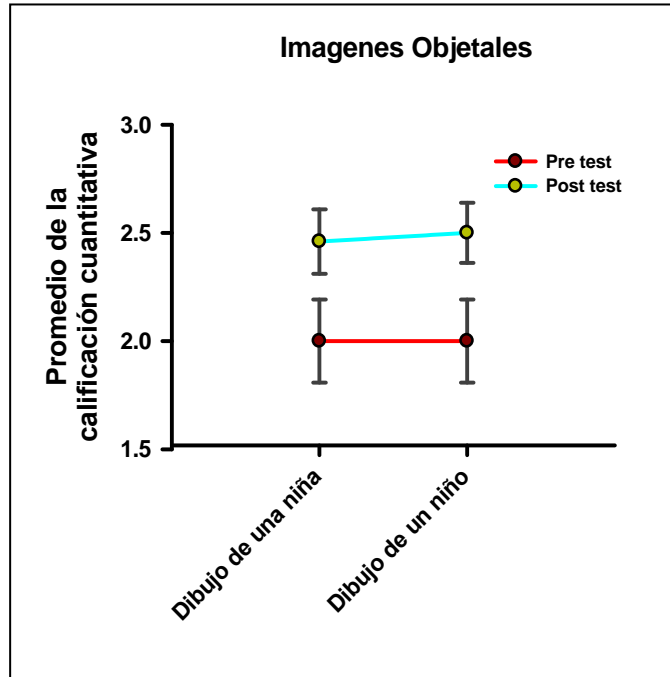 Imagenes Objetales
Promedio de la
calificación cuantitativa
3.0
2.5
2.0
1.5
Pre test
Post test
Dibujo de una niña
Dibujo de un niño